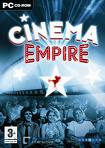 PC CD-ROM
CINEMA
EMPIRE
3+